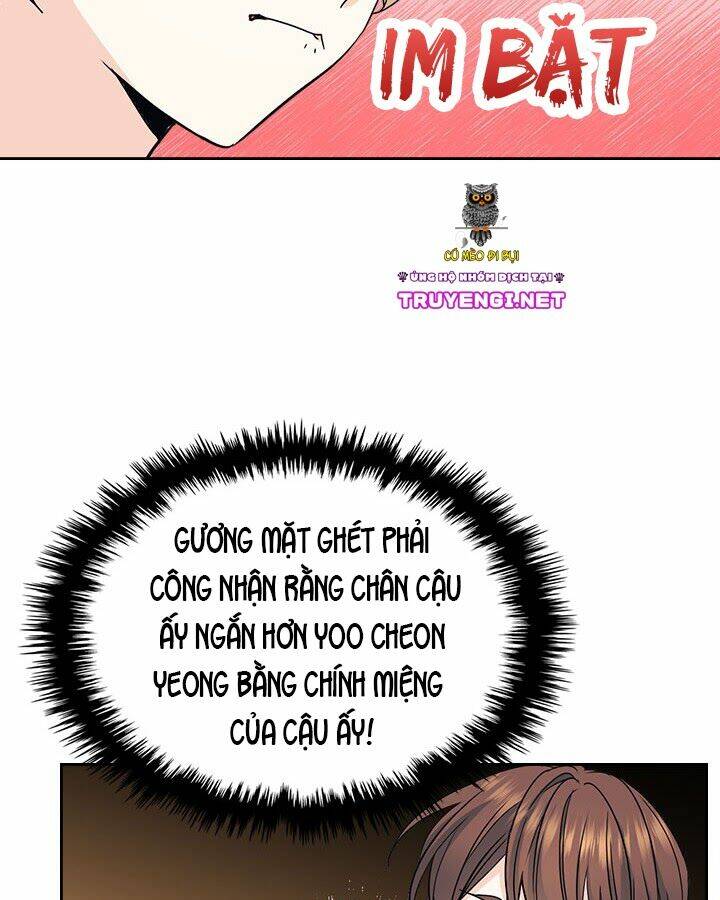 IM BẶT
CÚ MÈO ĐI BỤI
ỦNG HỘ NHÓM DỊCH TẠI
TRUYENGI.NET
GƯƠNG MẶT GHÉT PHẢI
CÔNG NHẬN RẰNG CHÂN CẬU
ẤY NGẮN HƠN YOO CHEON
YEONG BẰNG CHÍNH MIỆNG
CỦA CẬU ẤY!